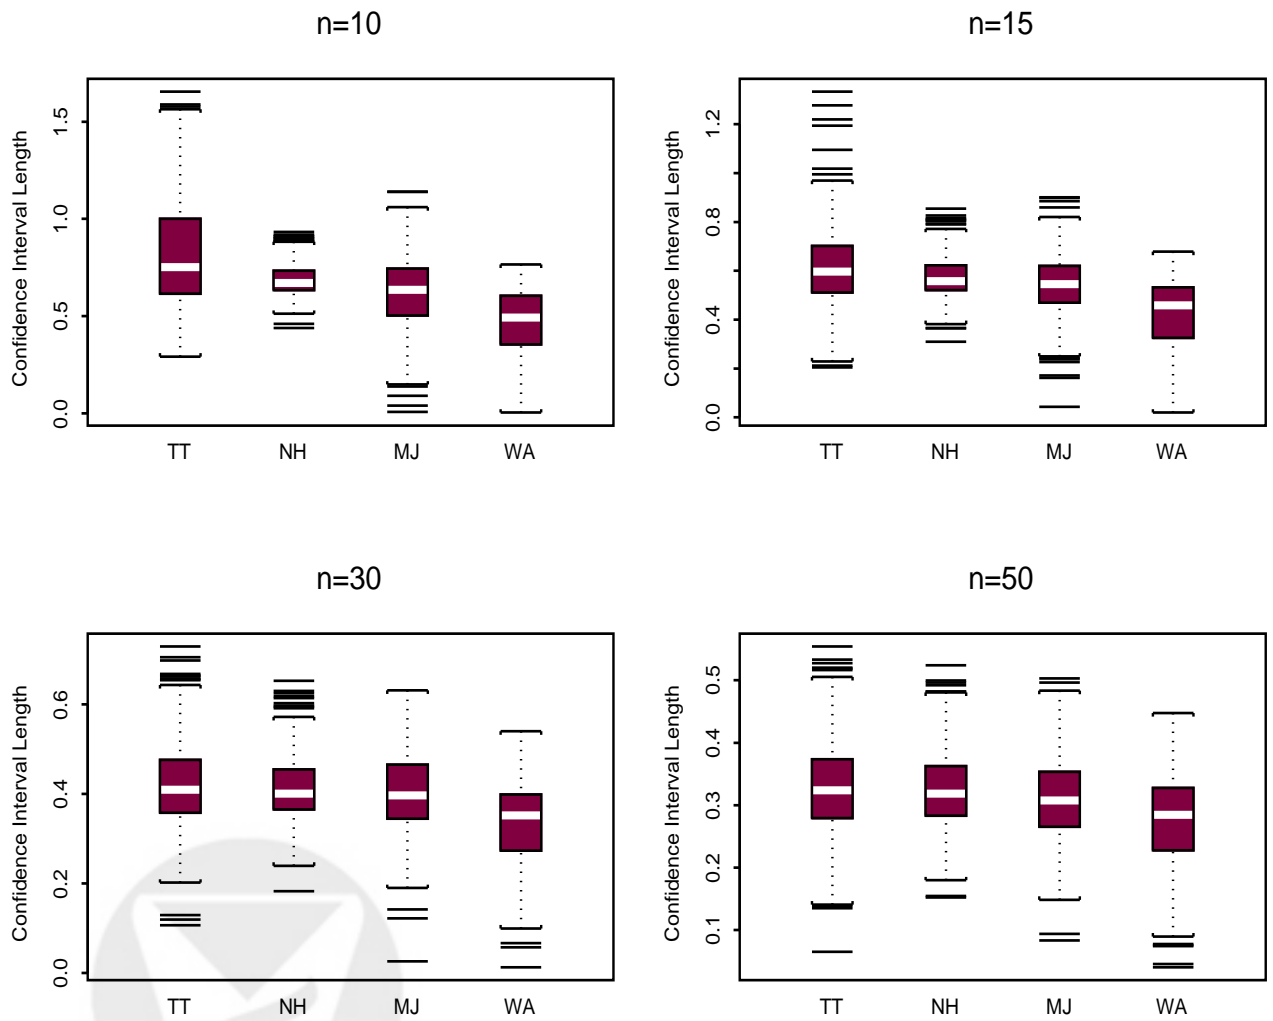 n=10
Confidence Interval Length
1.5
1.0
0.5
0.0
TT NH MJ WA
n=15
Confidence Interval Length
1.2
0.8
0.4
0.0
TT NH MJ WA
n=30
Confidence Interval Length
0.6
0.4
0.2
0.0
TT NH MJ WA
n=50
Confidence Interval Length
0.5
0.4
0.3
0.2
0.1
TT NH MJ WA